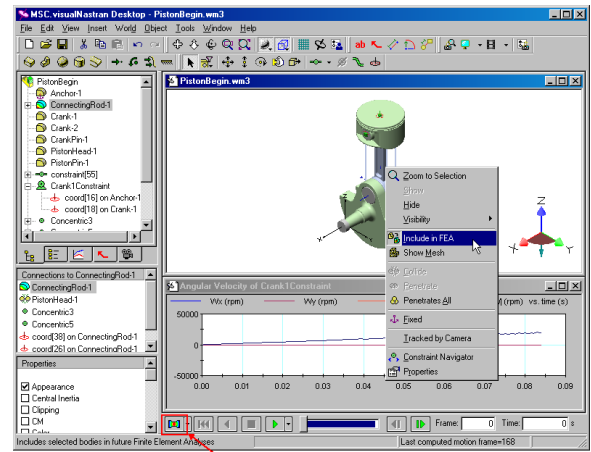 MSC.visualNastran Desktop - PistonBegin.wm3
File Edit View Insert World Object Tools Window Help
PistonBegin
Anchor-1
ConnectingRod-1
Crank-1
Crank-2
CrankPin-1
PistonHead-1
PistonPin-1
constraint[55]
Crank1Constraint
coord[16] on Anchor-1
coord[18] on Crank-1
Concentric3
Connections to ConnectingRod-1
ConnectingRod-1
PistonHead-1
Concentric3
Concentric5
coord[38] on ConnectingRod-1
coord[26] on ConnectingRod-1
Properties
Appearance
Central Inertia
Clipping
CM
Color
PistonBegin.wm3
Zoom to Selection
Show
Hide
Visibility
Include in FEA
Show Mesh
Collide
Penetrate
Penetrates All
Fixed
Tracked by Camera
Constraint Navigator
Properties
Z
X
Y
Angular Velocity of Crank1Constraint
Wx (rpm) Wy (rpm) (rpm) vs. time (s)
50000
0
-50000
0.00 0.01 0.02 0.03 0.04 0.05 0.06 0.07 0.08 0.09
Frame: 0 Time: 0 s
Includes selected bodies in future Finite Element Analyses
Last computed motion frame=168